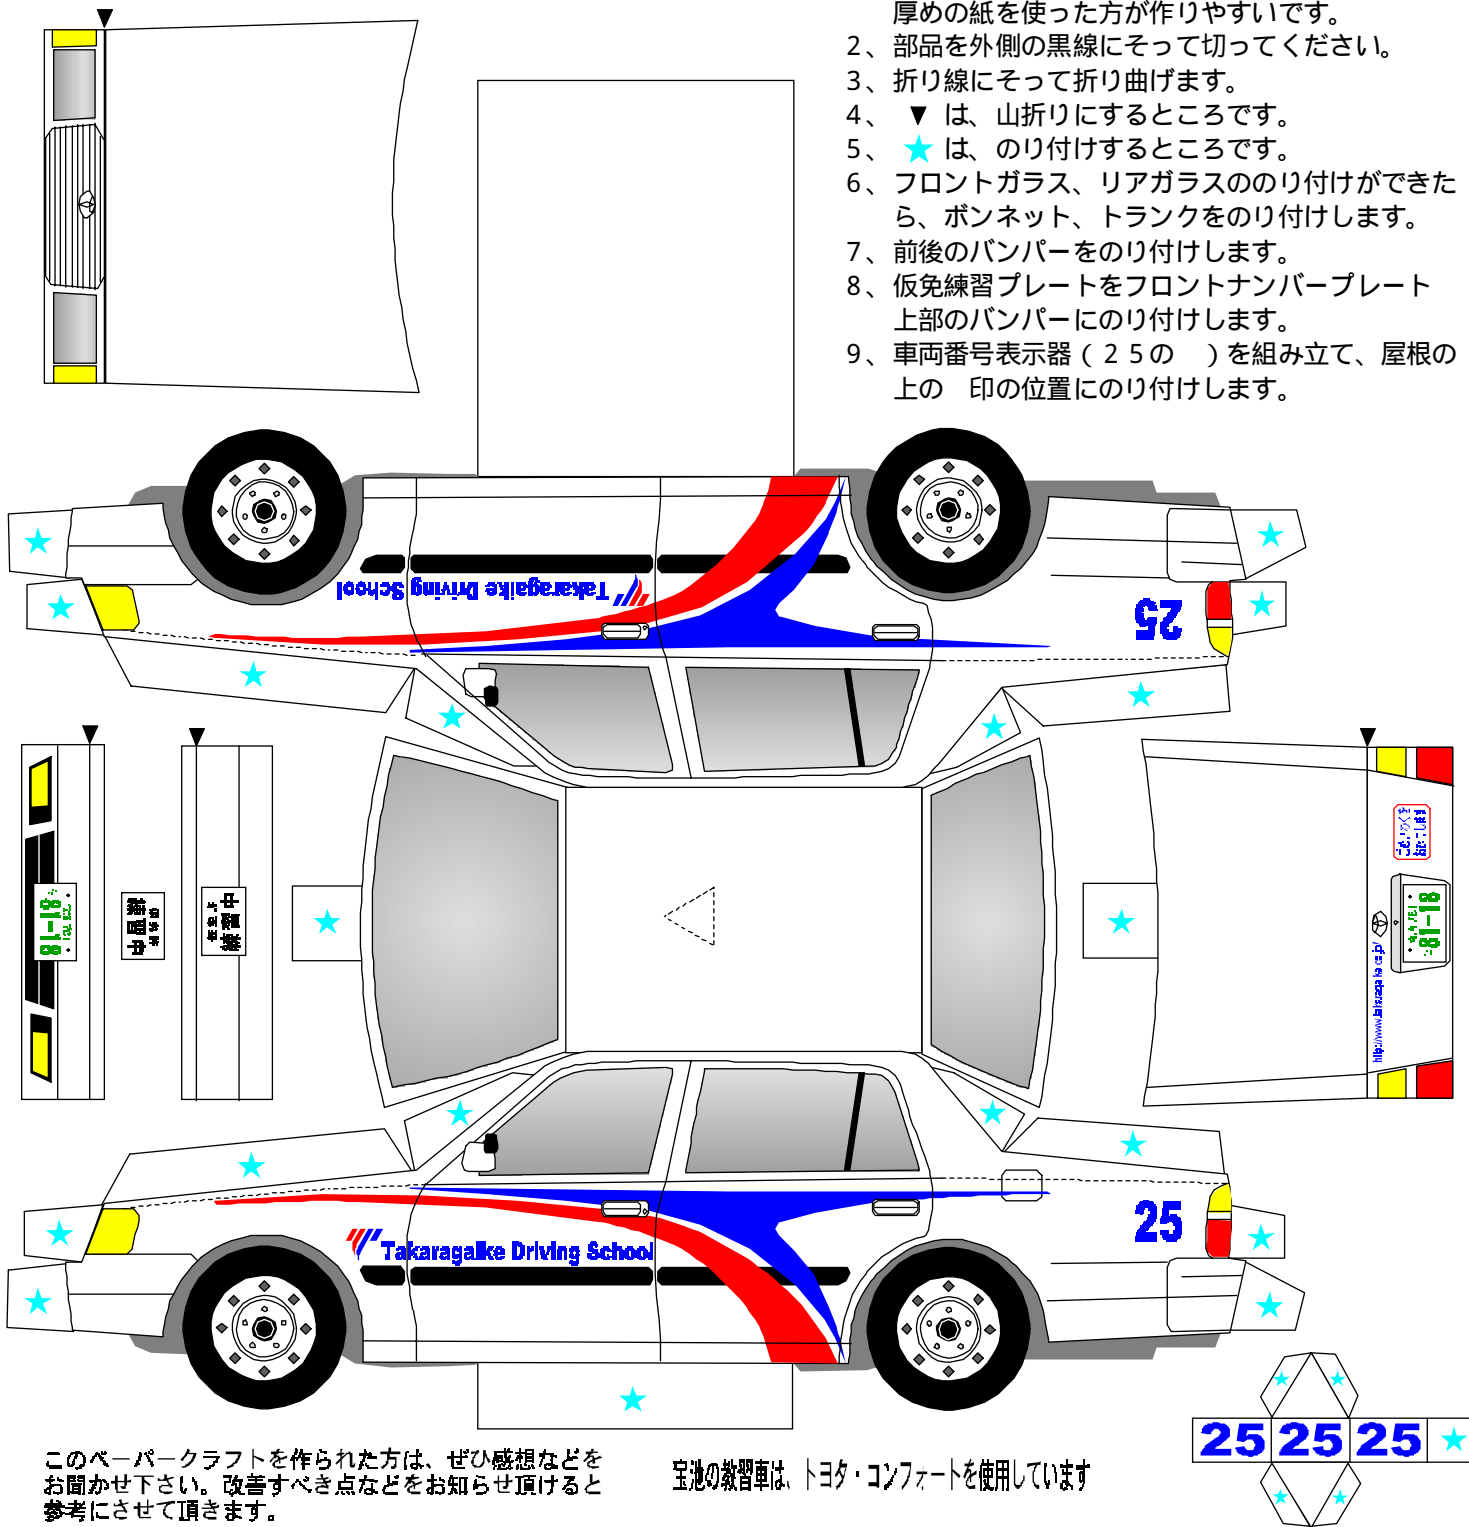 厚めの紙を使った方が作りやすいです。
2、部品を外側の黒線にそって切ってください。
3、折り線にそって折り曲げます。
4、 ▼ は、山折りにするところです。
5、 ★ は、のり付けするところです。
6、フロントガラス、リアガラスののり付けができた
ら、ボンネット、トランクをのり付けします。
7、前後のバンパーをのり付けします。
8、仮免練習プレートをフロントナンバープレート
上部のバンパーにのり付けします。
9、車両番号表示器(25の　)を組み立て、屋根の
上の　印の位置にのり付けします。
Takaragaike Driving School
25
81-18
練習中
81-18
http://www.takaragaike.co.jp/
25
Takaragaike Driving School
25 25 25
このペーパークラフトを作られた方は、ぜひ感想などを
お聞かせ下さい。改善すべき点などをお知らせ頂けると
参考にさせて頂きます。
宝池の教習車は、トヨタ・コンフォートを使用しています